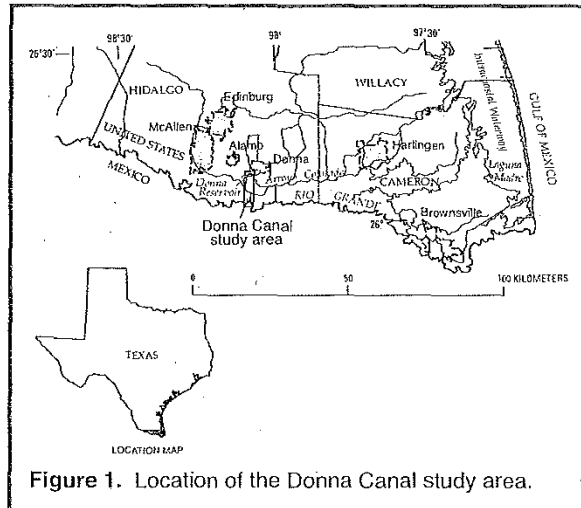 98°30'
98°
97°30'
26°30'
HIDALGO
WILLACY
Edinburg
Intracoastal Waterway
GULF OF MEXICO
McAllen
UNITED STATES
Alamo
Harlingen
Donna
MEXICO
Arroyo Colorado
Laguna Madre
Donna Reservoir
CAMERON
RIO GRANDE
Brownsville
26°
Donna Canal
study area
0 50 100 KILOMETERS
TEXAS
LOCATION MAP
Figure 1. Location of the Donna Canal study area.